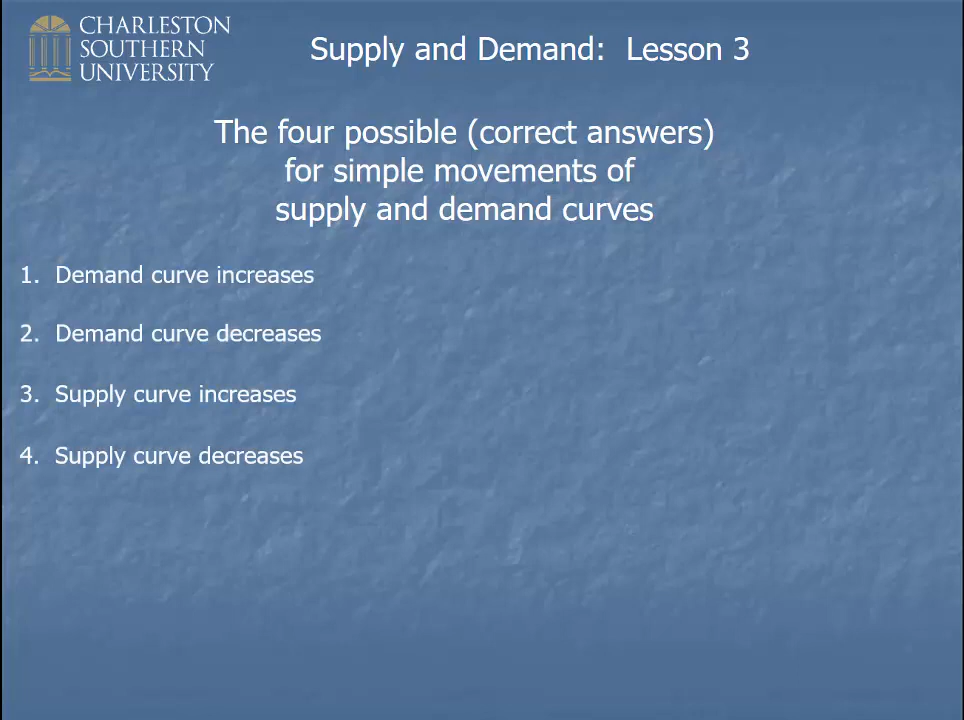 CHARLESTON
SOUTHERN
UNIVERSITY
Supply and Demand: Lesson 3
The four possible (correct answers)
for simple movements of
supply and demand curves
1. Demand curve increases
2. Demand curve decreases
3. Supply curve increases
4. Supply curve decreases